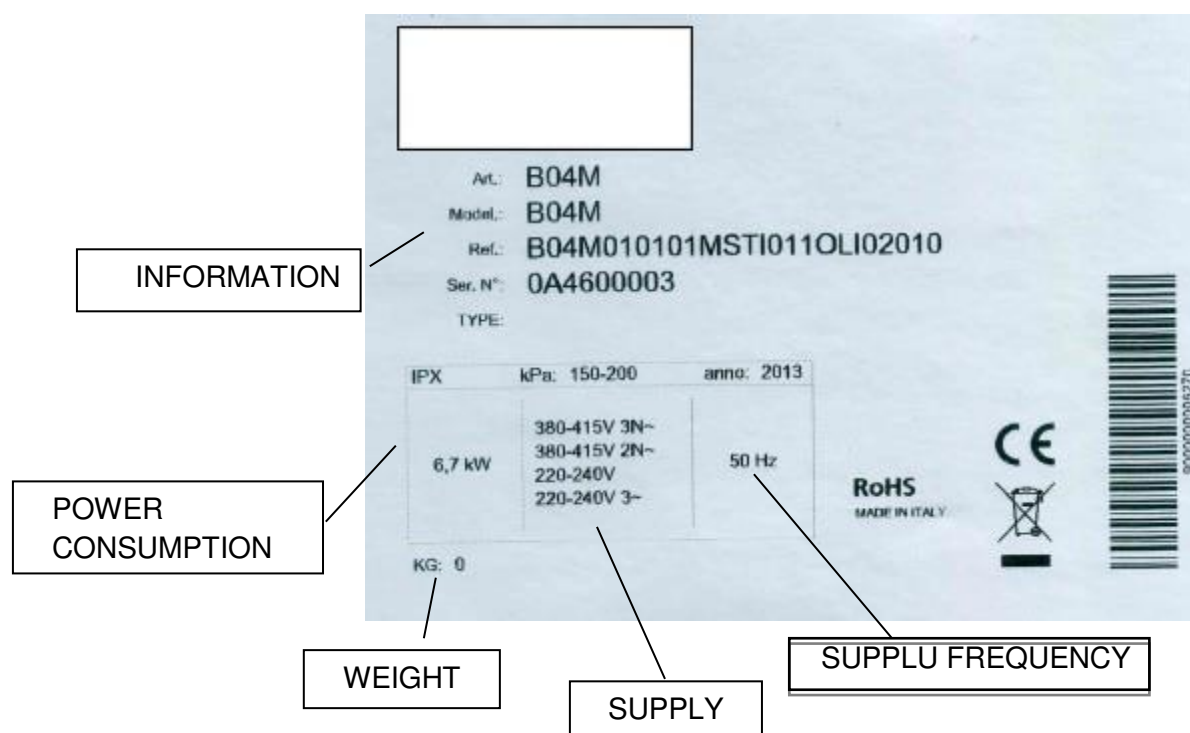 Art.: B04M
Model.: B04M
Ref.: B04M010101MSTI011OLI02010
INFORMATION
Ser. N°: 0A4600003
TYPE:
IPX kPa: 150-200 anno: 2013
380-415V 3N~
380-415V 2N~
6,7 kW
50 Hz
220-240V
220-240V 3~
CE
RoHS
MADE IN ITALY
POWER
CONSUMPTION
KG: 0
WEIGHT
SUPPLY
SUPPLU FREQUENCY